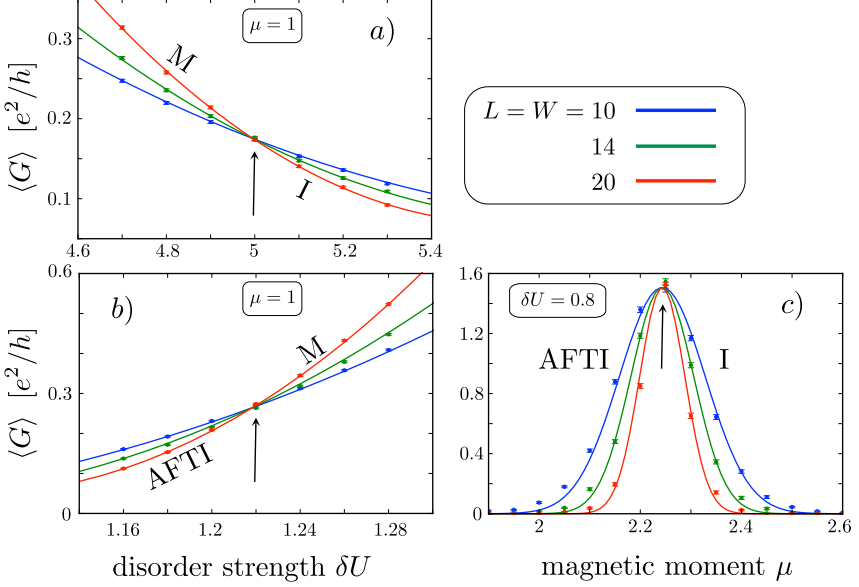 μ = 1
a)
0.3
0.2
0.1
⟨G⟩ [e²/h]
M
I
4.6 4.8 5 5.2 5.4
L = W = 10
14
20
μ = 1
b)
0.6
0.3
0
⟨G⟩ [e²/h]
M
AFTI
1.16 1.2 1.24 1.28
disorder strength δU
δU = 0.8
c)
1.6
1.2
0.8
0.4
0
AFTI I
2 2.2 2.4 2.6
magnetic moment μ